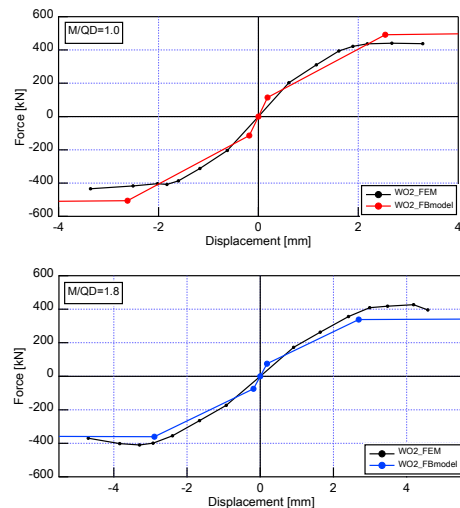 600
M/QD=1.0
400
200
0
-200
-400
-600
Force [kN]
WO2_FEM
WO2_FBmodel
-4
-2
0
2
4
Displacement [mm]
600
M/QD=1.8
400
200
0
-200
-400
-600
Force [kN]
WO2_FEM
WO2_FBmodel
-4
-2
0
2
4
Displacement [mm]